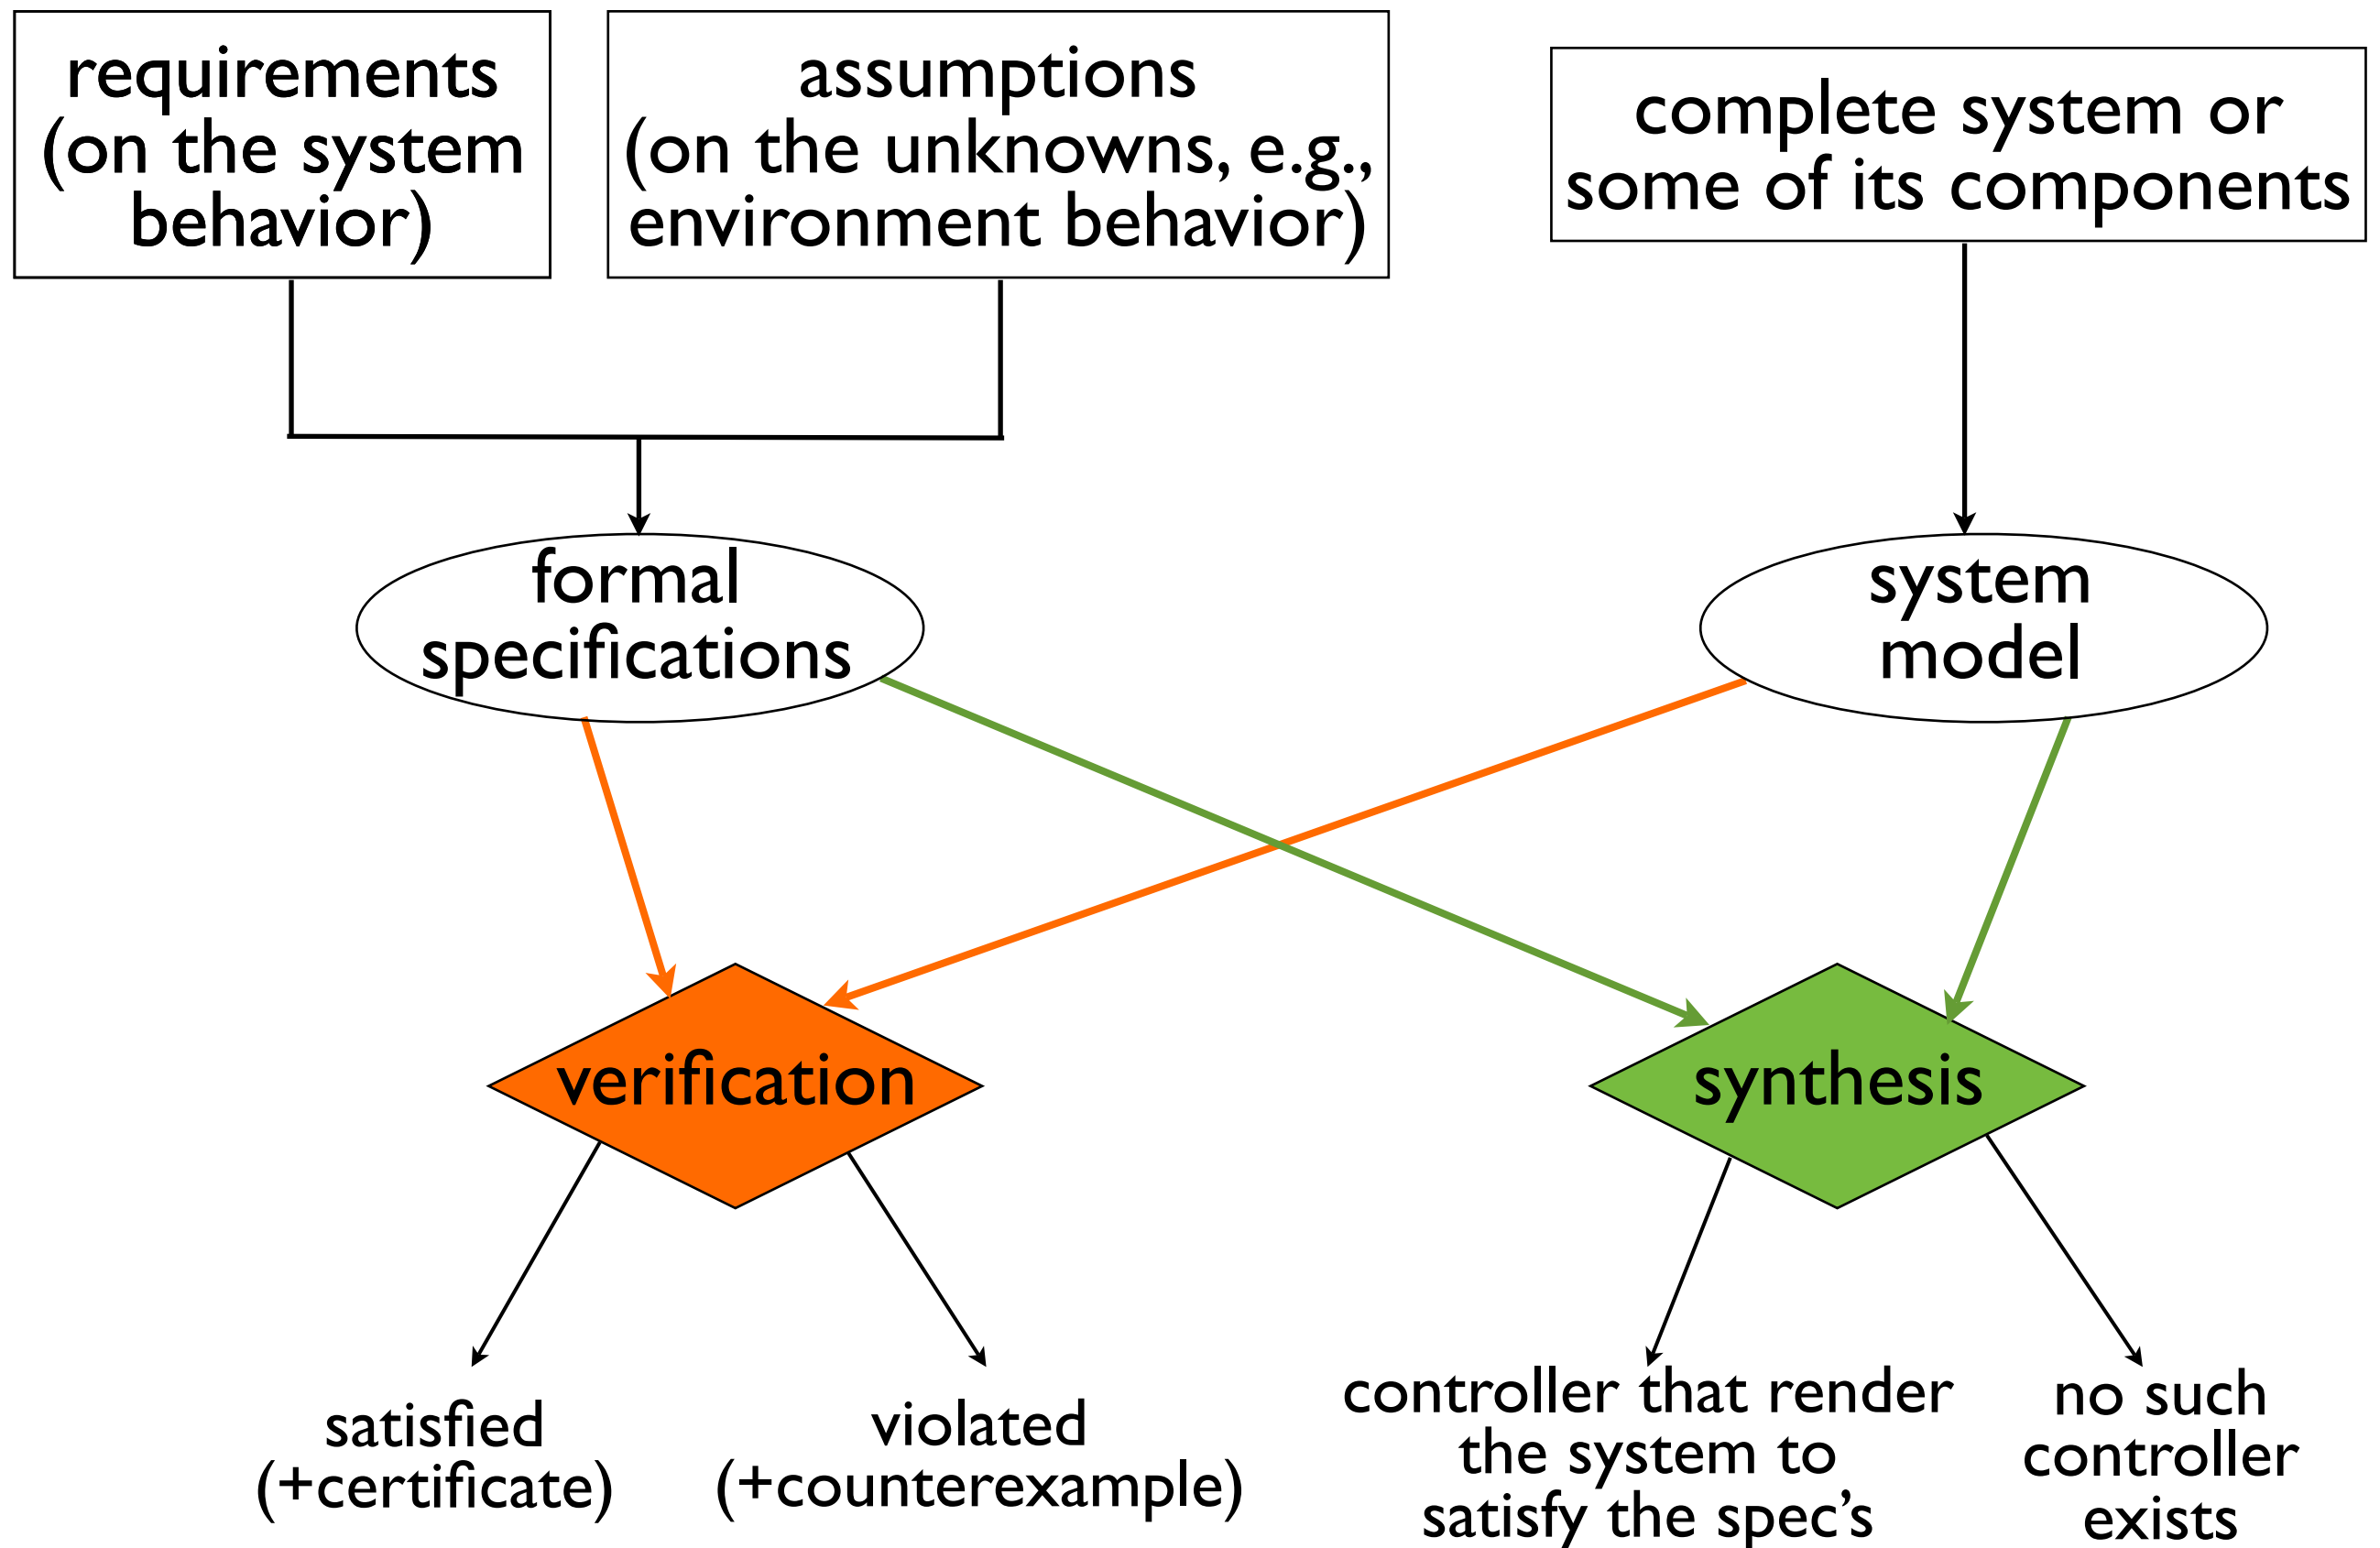 requirements
(on the system
behavior)
assumptions
(on the unknowns, e.g.,
environment behavior)
complete system or
some of its components
formal
specifications
system
model
verification
synthesis
satisfied
(+certificate)
violated
(+counterexample)
controller that render
the system to
satisfy the spec's
no such
controller
exists